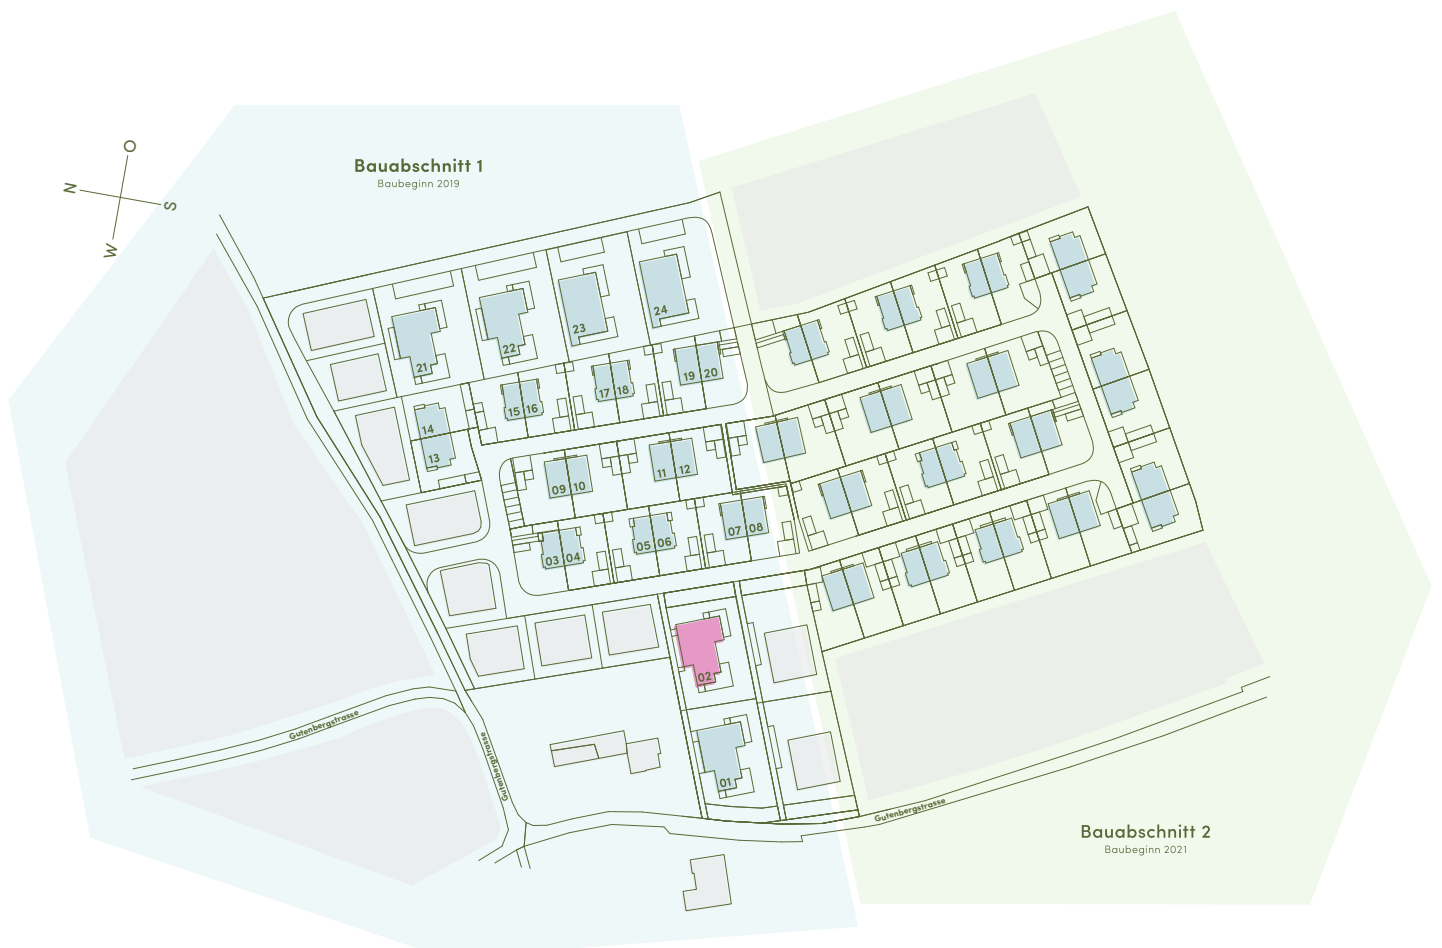 O
N
S
W
Bauabschnitt 1
Baubeginn 2019
24
23
22
21
19 20
17 18
15 16
14
13
11 12
09 10
07 08
05 06
03 04
02
01
Gutenbergstrasse
Gutenbergstrasse
Gutenbergstrasse
Bauabschnitt 2
Baubeginn 2021